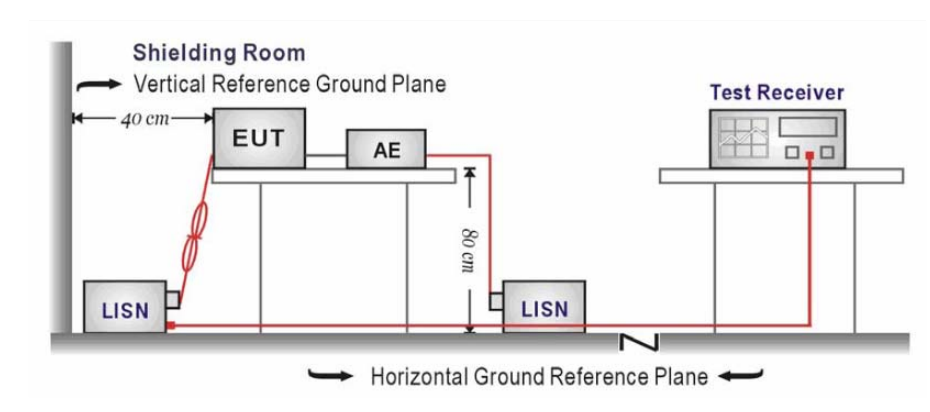 Shielding Room
Vertical Reference Ground Plane
Test Receiver
40 cm
EUT
AE
80 cm
LISN
LISN
Horizontal Ground Reference Plane